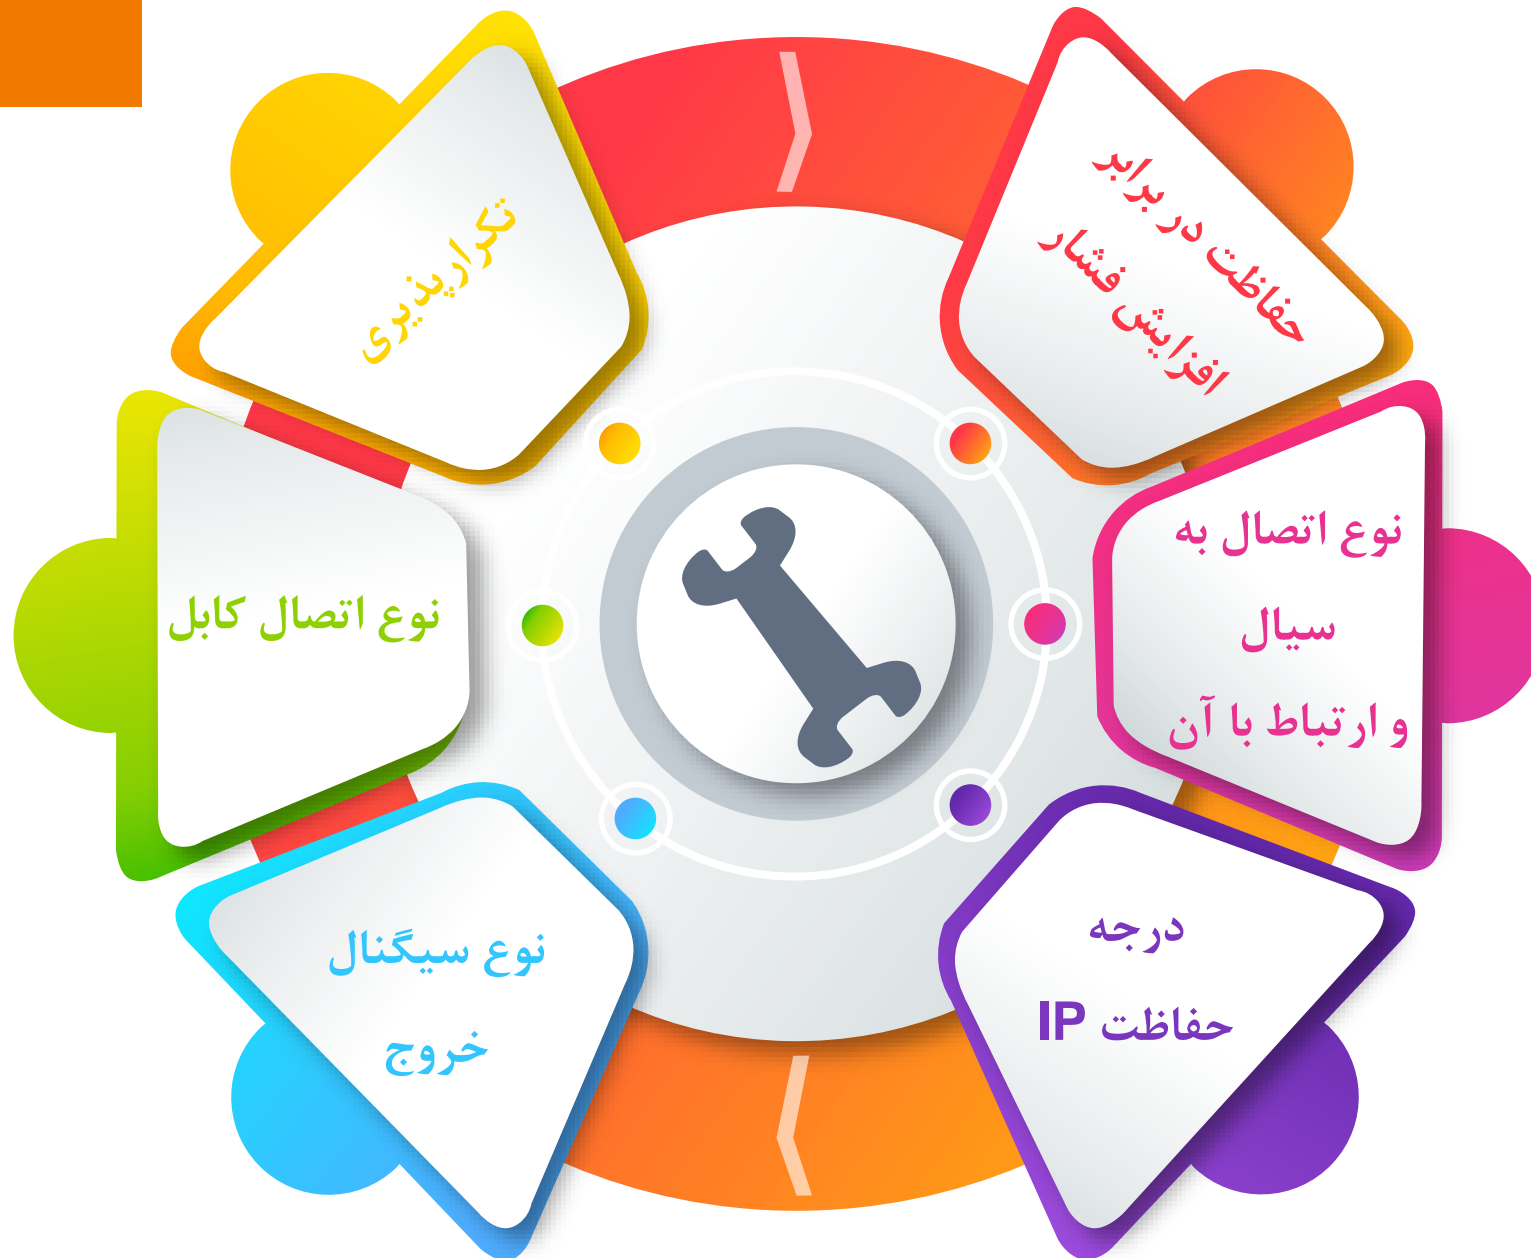 حفاظت در برابر
افزایش فشار
نوع اتصال به
سیال
و ارتباط با آن
درجه
حفاظت IP
نوع سیگنال
خروج
نوع اتصال کابل
تکرارپذیری